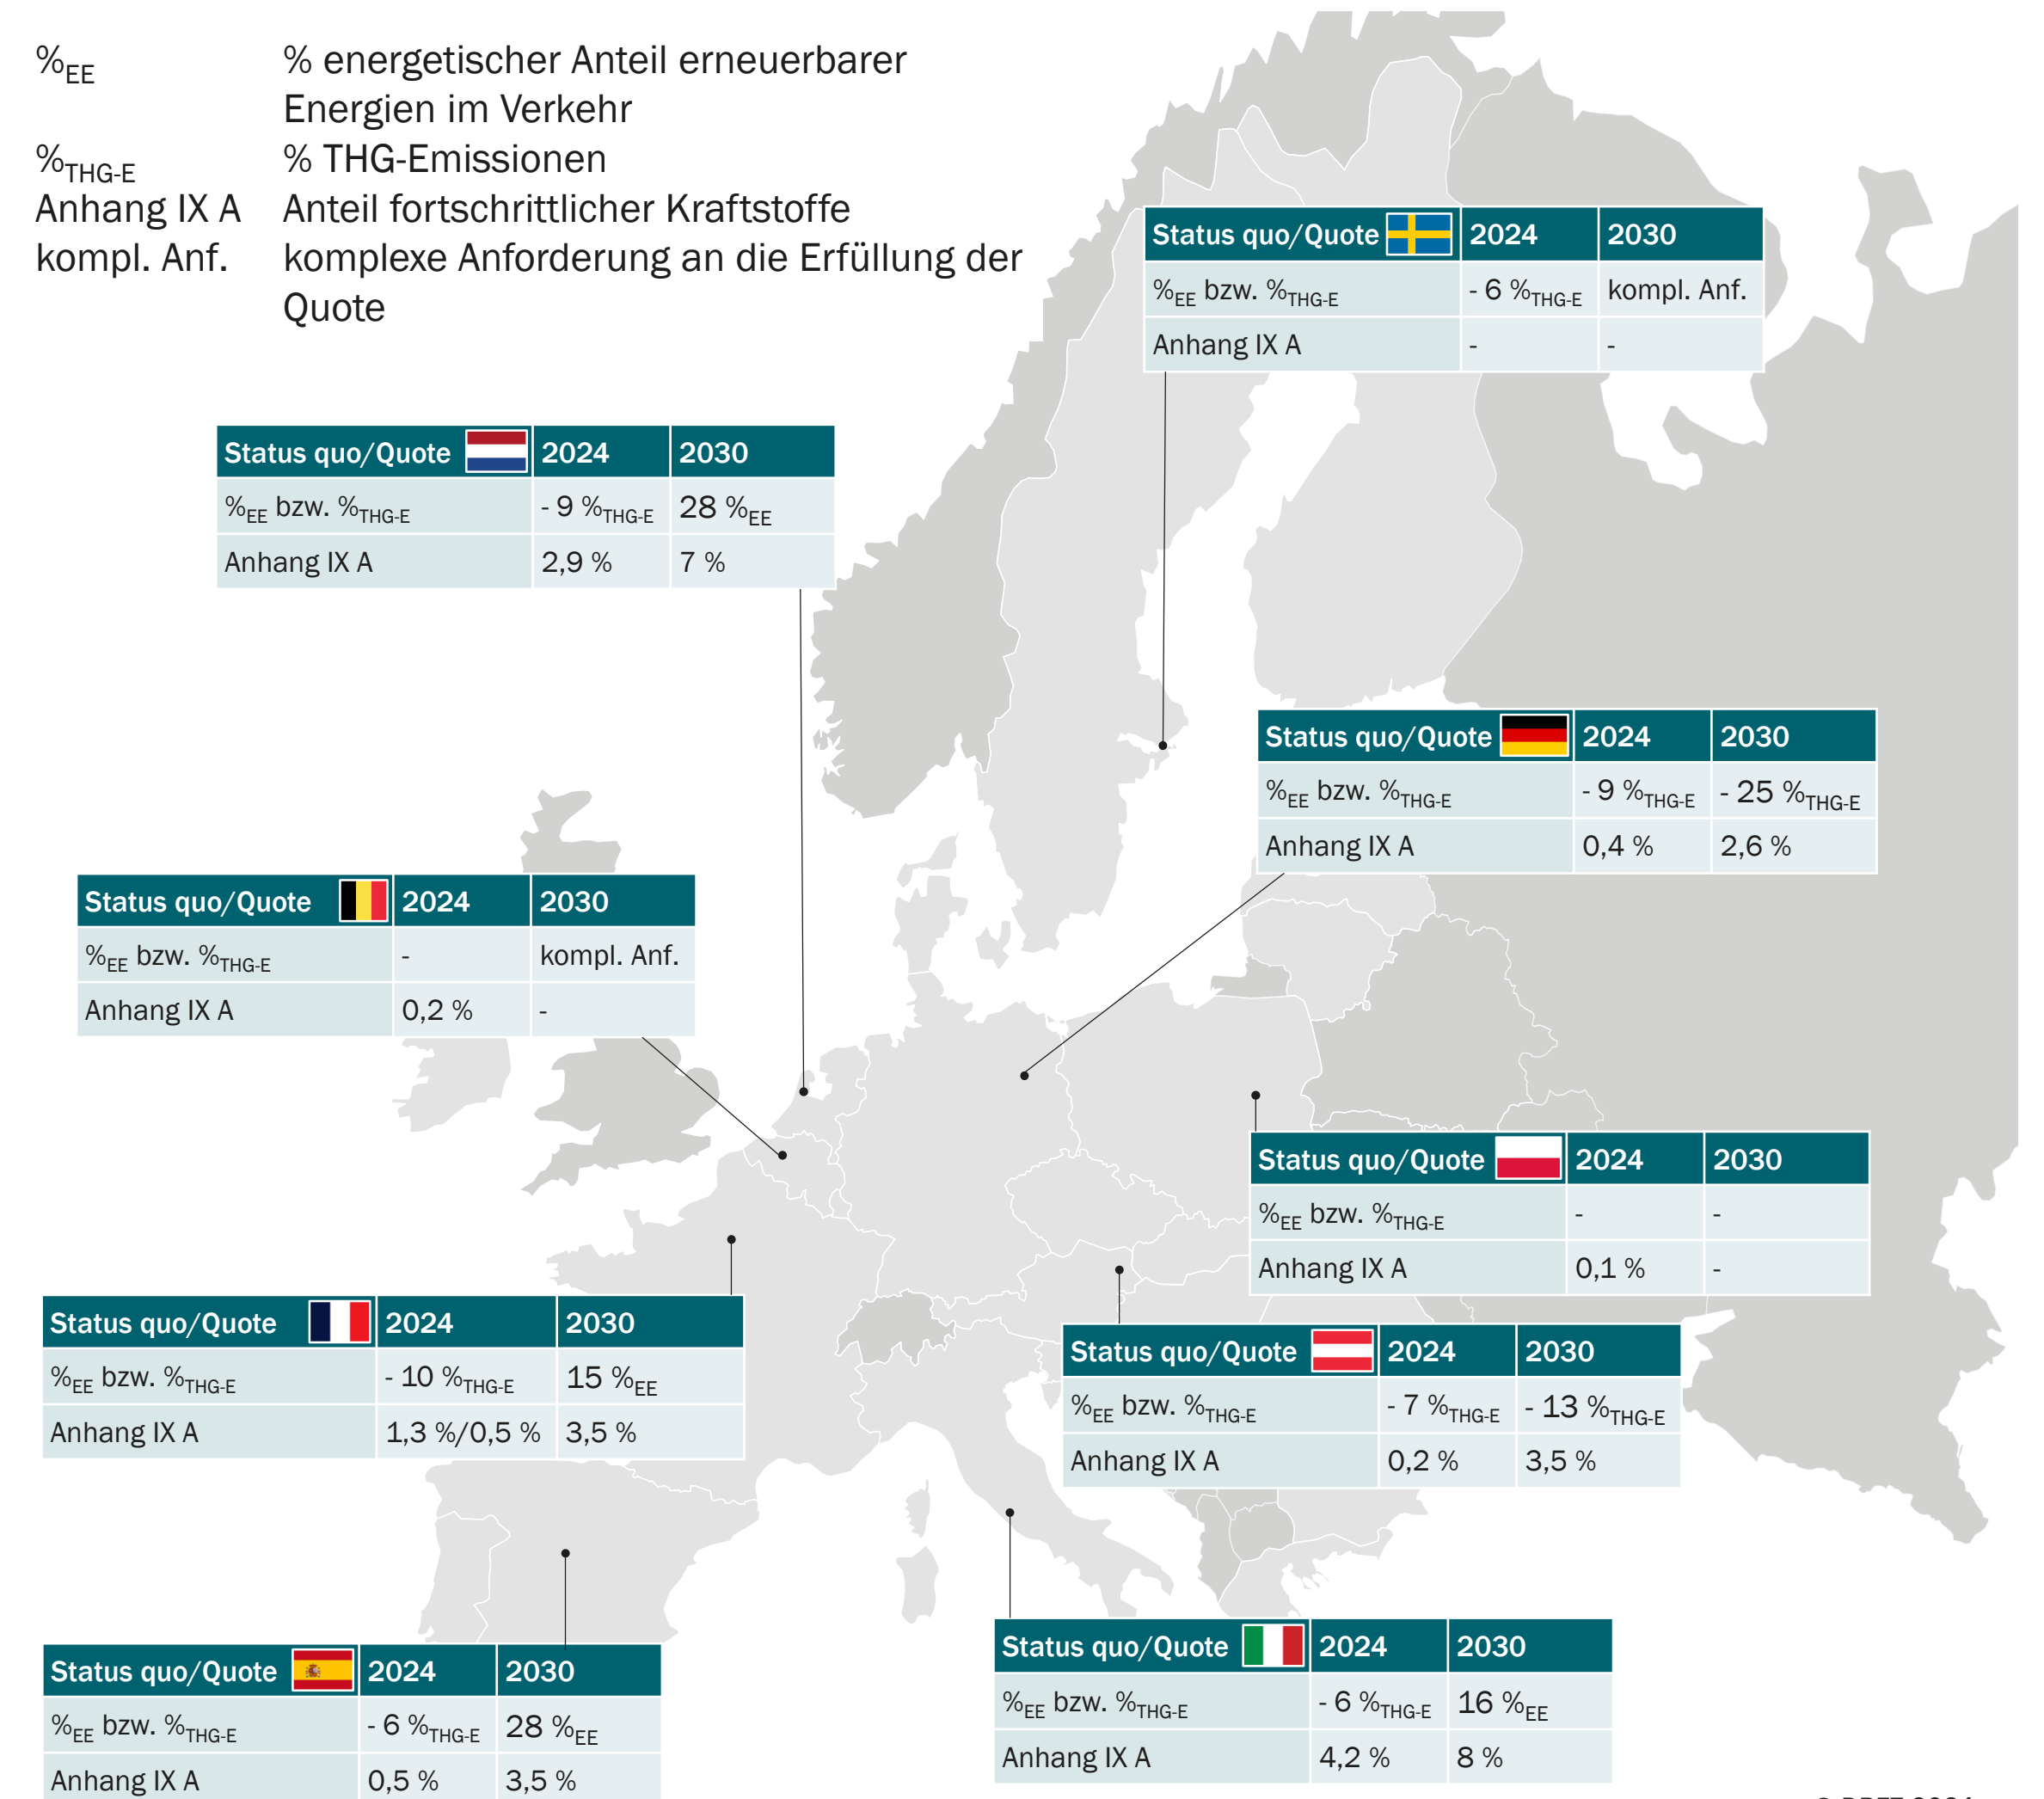 %EE % energetischer Anteil erneuerbarer
Energien im Verkehr
%THG-E % THG-Emissionen
Anhang IX A Anteil fortschrittlicher Kraftstoffe
kompl. Anf. komplexe Anforderung an die Erfüllung der
Quote
Status quo/Quote 2024 2030
%EE bzw. %THG-E - 6 %THG-E kompl. Anf.
Anhang IX A - -
Status quo/Quote 2024 2030
%EE bzw. %THG-E - 9 %THG-E 28 %EE
Anhang IX A 2,9 % 7 %
Status quo/Quote 2024 2030
%EE bzw. %THG-E - 9 %THG-E - 25 %THG-E
Anhang IX A 0,4 % 2,6 %
Status quo/Quote 2024 2030
%EE bzw. %THG-E - kompl. Anf.
Anhang IX A 0,2 % -
Status quo/Quote 2024 2030
%EE bzw. %THG-E - -
Anhang IX A 0,1 % -
Status quo/Quote 2024 2030
%EE bzw. %THG-E - 10 %THG-E 15 %EE
Anhang IX A 1,3 %/0,5 % 3,5 %
Status quo/Quote 2024 2030
%EE bzw. %THG-E - 7 %THG-E - 13 %THG-E
Anhang IX A 0,2 % 3,5 %
Status quo/Quote 2024 2030
%EE bzw. %THG-E - 6 %THG-E 16 %EE
Anhang IX A 4,2 % 8 %
Status quo/Quote 2024 2030
%EE bzw. %THG-E - 6 %THG-E 28 %EE
Anhang IX A 0,5 % 3,5 %